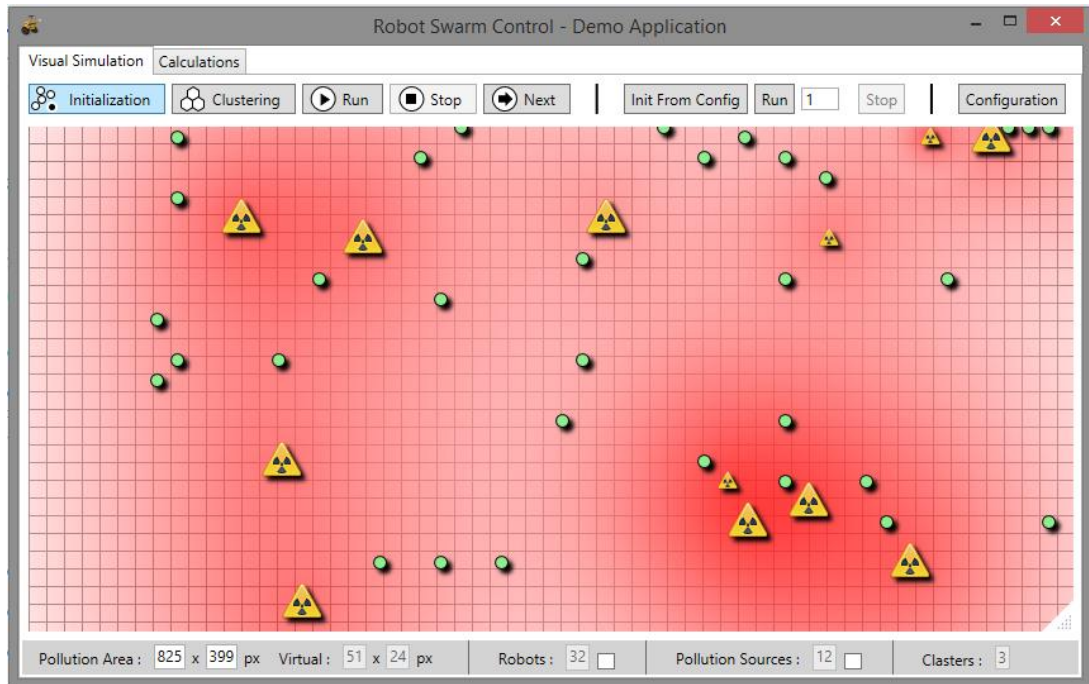 Robot Swarm Control - Demo Application
Visual Simulation Calculations
Initialization Clustering Run Stop Next Init From Config Run 1 Stop Configuration
Pollution Area : 825 x 399 px Virtual : 51 x 24 px Robots : 32 Pollution Sources : 12 Clasters : 3